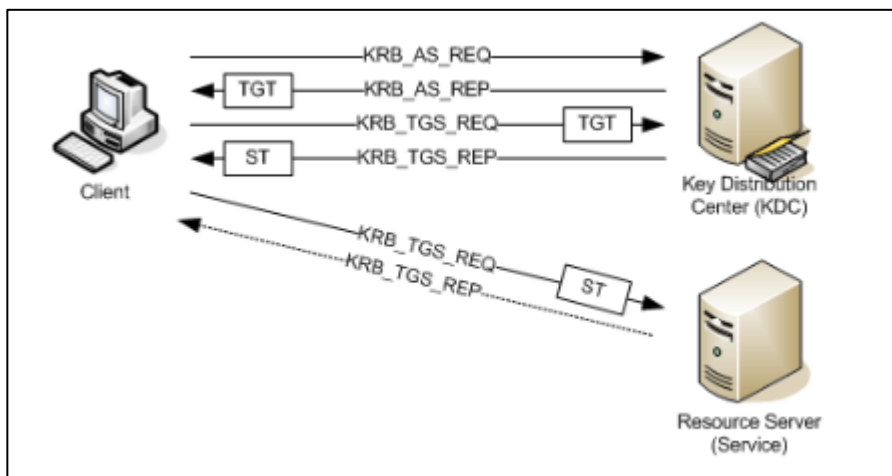 KRB_AS_REQ
TGT
KRB_AS_REP
KRB_TGS_REQ
TGT
ST
KRB_TGS_REP
Client
Key Distribution
Center (KDC)
KRB_TGS_REQ
ST
KRB_TGS_REP
Resource Server
(Service)